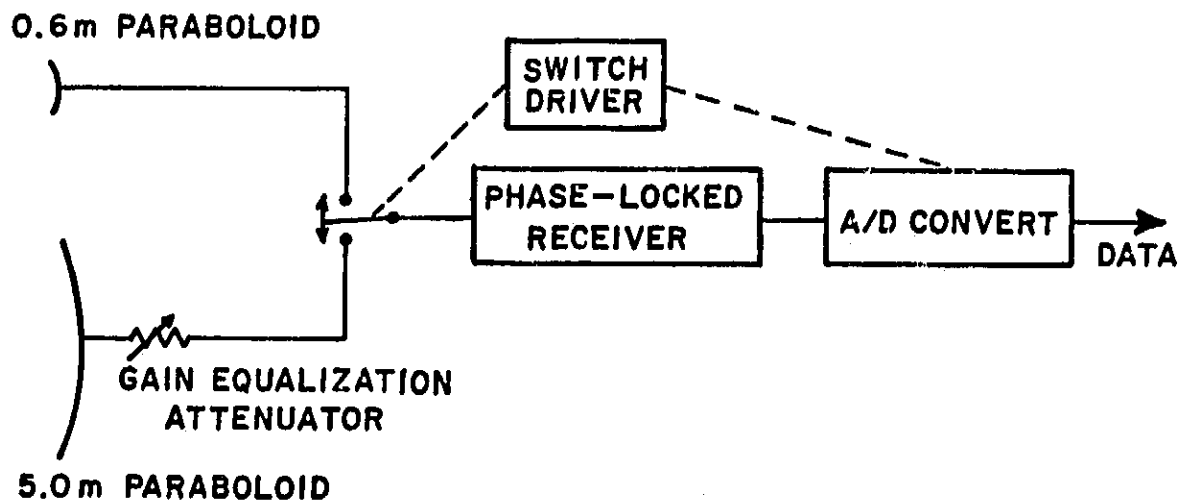 0.6m PARABOLOID
SWITCH
DRIVER
PHASE-LOCKED
RECEIVER
A/D CONVERT
DATA
GAIN EQUALIZATION
ATTENUATOR
5.0m PARABOLOID